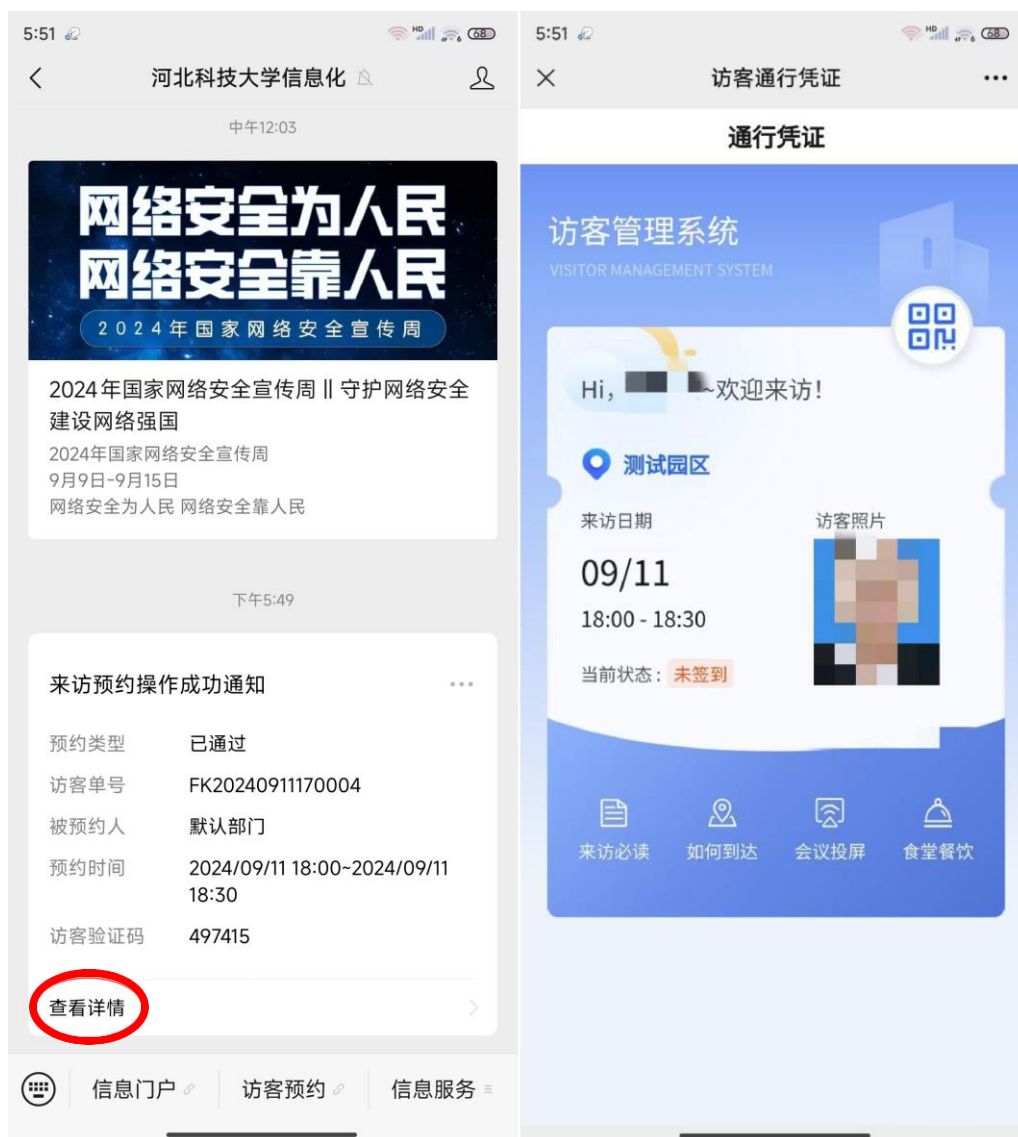 5:51
HD
68
河北科技大学信息化
中午12:03
网络安全为人民
网络安全靠人民
2024年国家网络安全宣传周
2024年国家网络安全宣传周 || 守护网络安全
建设网络强国
2024年国家网络安全宣传周
9月9日-9月15日
网络安全为人民 网络安全靠人民
下午5:49
来访预约操作成功通知
预约类型 已通过
访客单号 FK20240911170004
被预约人 默认部门
预约时间 2024/09/11 18:00~2024/09/11
18:30
访客验证码 497415
查看详情
信息门户 访客预约 信息服务
5:51
HD
68
访客通行凭证
通行凭证
访客管理系统
VISITOR MANAGEMENT SYSTEM
Hi, ~欢迎来访!
测试园区
来访日期 访客照片
09/11
18:00 - 18:30
当前状态: 未签到
来访必读 如何到达 会议投屏 食堂餐饮